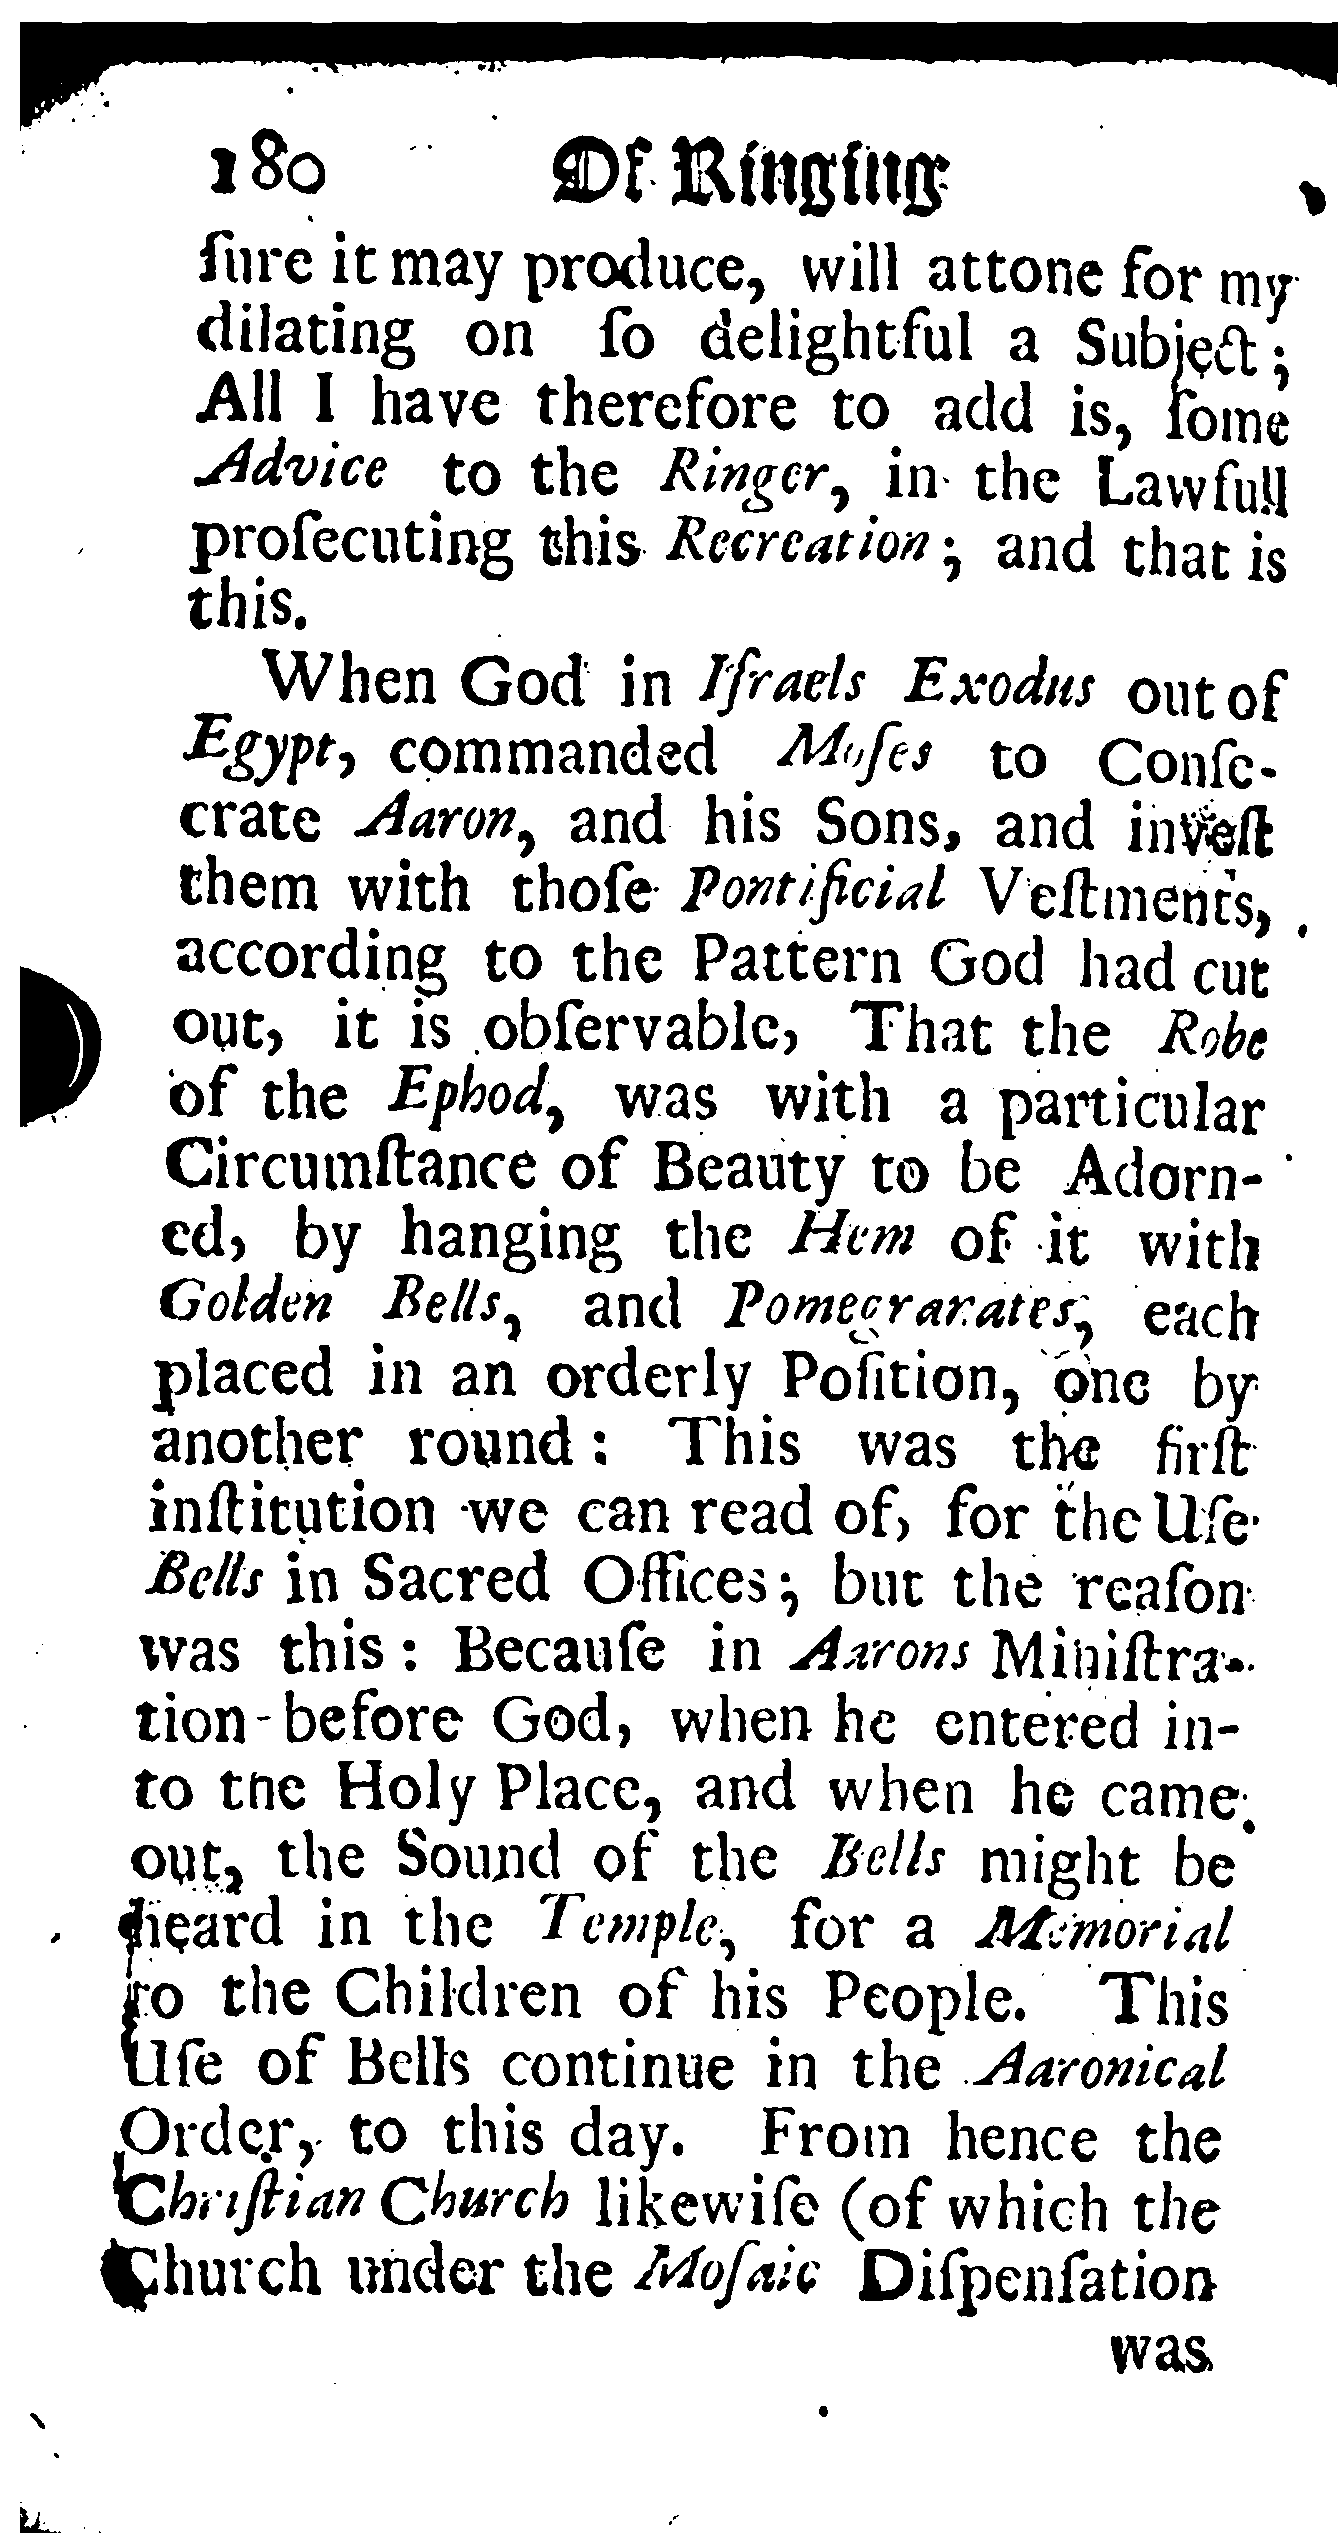 180 Of Ringing
ſure it may produce, will attone for my
dilating on ſo delightful a Subject;
All I have therefore to add is, ſome
Advice to the Ringer, in the Lawfull
proſecuting this Recreation; and that is
this.
When God in Iſraels Exodus out of
Egypt, commanded Moſes to Conſe-
crate Aaron, and his Sons, and inveſt
them with thoſe Pontificial Veſtments,
according to the Pattern God had cut
out, it is obſervable, That the Robe
of the Ephod, was with a particular
Circumſtance of Beauty to be Adorn-
ed, by hanging the Hem of it with
Golden Bells, and Pomegranates, each
placed in an orderly Poſition, one by
another round: This was the firſt
inſtitution we can read of, for the Uſe
Bells in Sacred Offices; but the reaſon
was this: Becauſe in Aarons Miniſtra-
tion before God, when he entered in-
to the Holy Place, and when he came
out, the Sound of the Bells might be
heard in the Temple, for a Memorial
to the Children of his People. This
Uſe of Bells continue in the Aaronical
Order, to this day. From hence the
Chriſtian Church likewiſe (of which the
Church under the Moſaic Diſpenſation
was